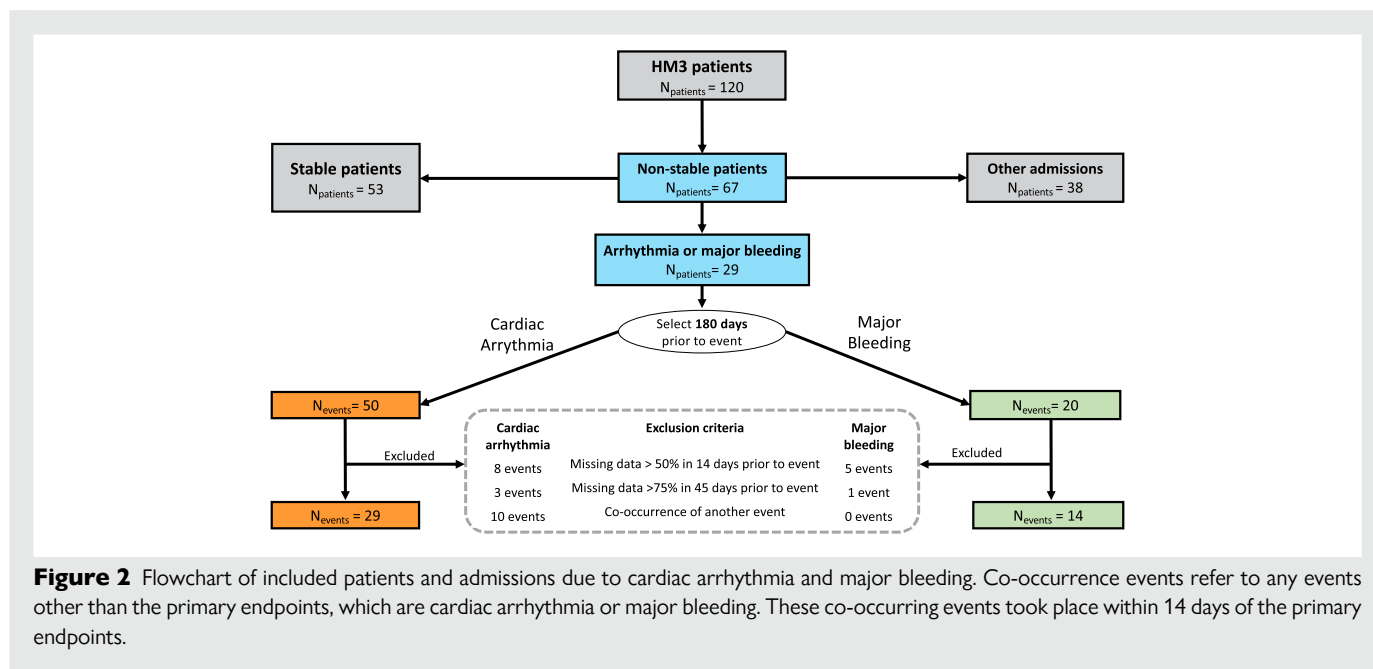 HM3 patients
Npatients = 120
Stable patients
Npatients = 53
Non-stable patients
Npatients= 67
Other admissions
Npatients = 38
Arrhythmia or major bleeding
Npatients= 29
Select 180 days
prior to event
Cardiac
Arrythmia
Major
Bleeding
Nevents= 50
Nevents= 20
Excluded
Excluded
Cardiac
arrhythmia
Exclusion criteria
Major
bleeding
8 events
Missing data > 50% in 14 days prior to event
5 events
3 events
Missing data >75% in 45 days prior to event
1 event
10 events
Co-occurrence of another event
0 events
Nevents = 29
Nevents = 14
Figure 2 Flowchart of included patients and admissions due to cardiac arrhythmia and major bleeding. Co-occurrence events refer to any events
other than the primary endpoints, which are cardiac arrhythmia or major bleeding. These co-occurring events took place within 14 days of the primary
endpoints.